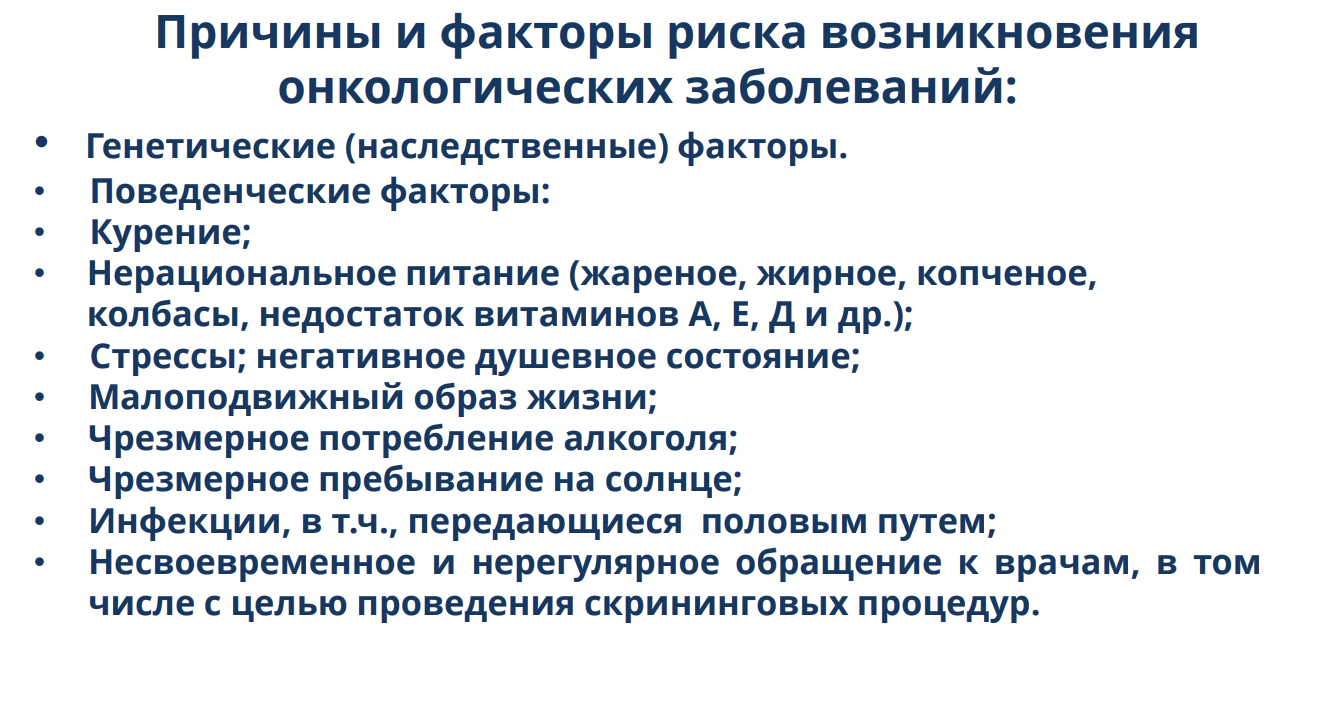 Причины и факторы риска возникновения
онкологических заболеваний:
• Генетические (наследственные) факторы.
• Поведенческие факторы:
• Курение;
• Нерациональное питание (жареное, жирное, копченое,
колбасы, недостаток витаминов А, Е, Д и др.);
• Стрессы; негативное душевное состояние;
• Малоподвижный образ жизни;
• Чрезмерное потребление алкоголя;
• Чрезмерное пребывание на солнце;
• Инфекции, в т.ч., передающиеся половым путем;
• Несвоевременное и нерегулярное обращение к врачам, в том
числе с целью проведения скрининговых процедур.